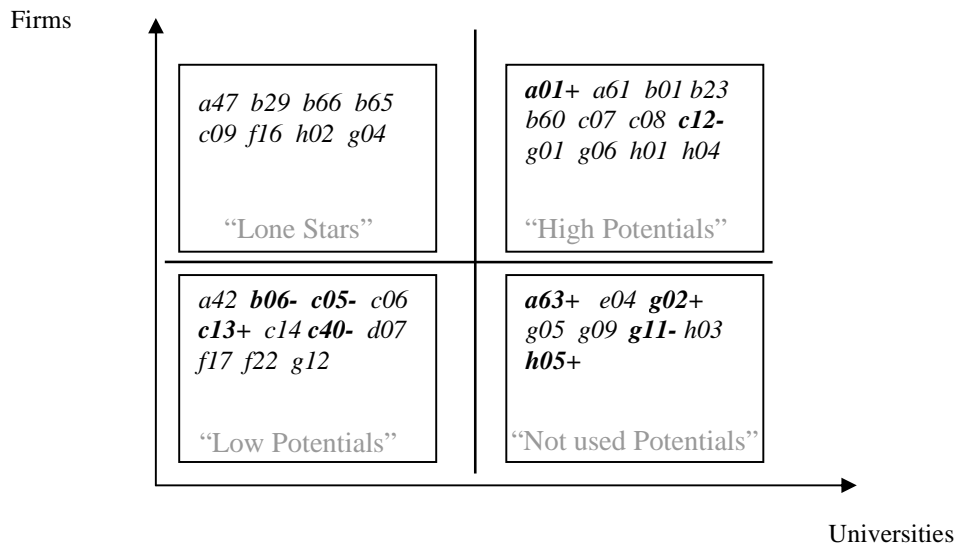 Firms
a47 b29 b66 b65
c09 f16 h02 g04
“Lone Stars”
a01+ a61 b01 b23
b60 c07 c08 c12-
g01 g06 h01 h04
“High Potentials”
a42 b06- c05- c06
c13+ c14 c40- d07
f17 f22 g12
“Low Potentials”
a63+ e04 g02+
g05 g09 g11- h03
h05+
“Not used Potentials”
Universities